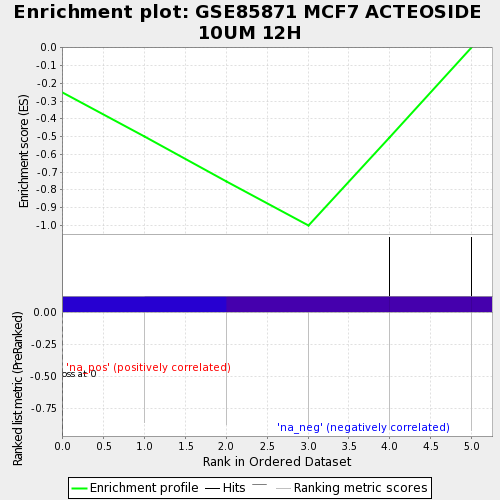 Enrichment plot: GSE85871 MCF7 ACTEOSIDE
10UM 12H
Enrichment score (ES)
0.0
-0.1
-0.2
-0.3
-0.4
-0.5
-0.6
-0.7
-0.8
-0.9
-1.0
Ranked list metric (PreRanked)
0.00
-0.25
-0.50
-0.75
'na_pos' (positively correlated)
oss at 0
'na_neg' (negatively correlated)
0.0 0.5 1.0 1.5 2.0 2.5 3.0 3.5 4.0 4.5 5.0
Rank in Ordered Dataset
Enrichment profile Hits Ranking metric scores